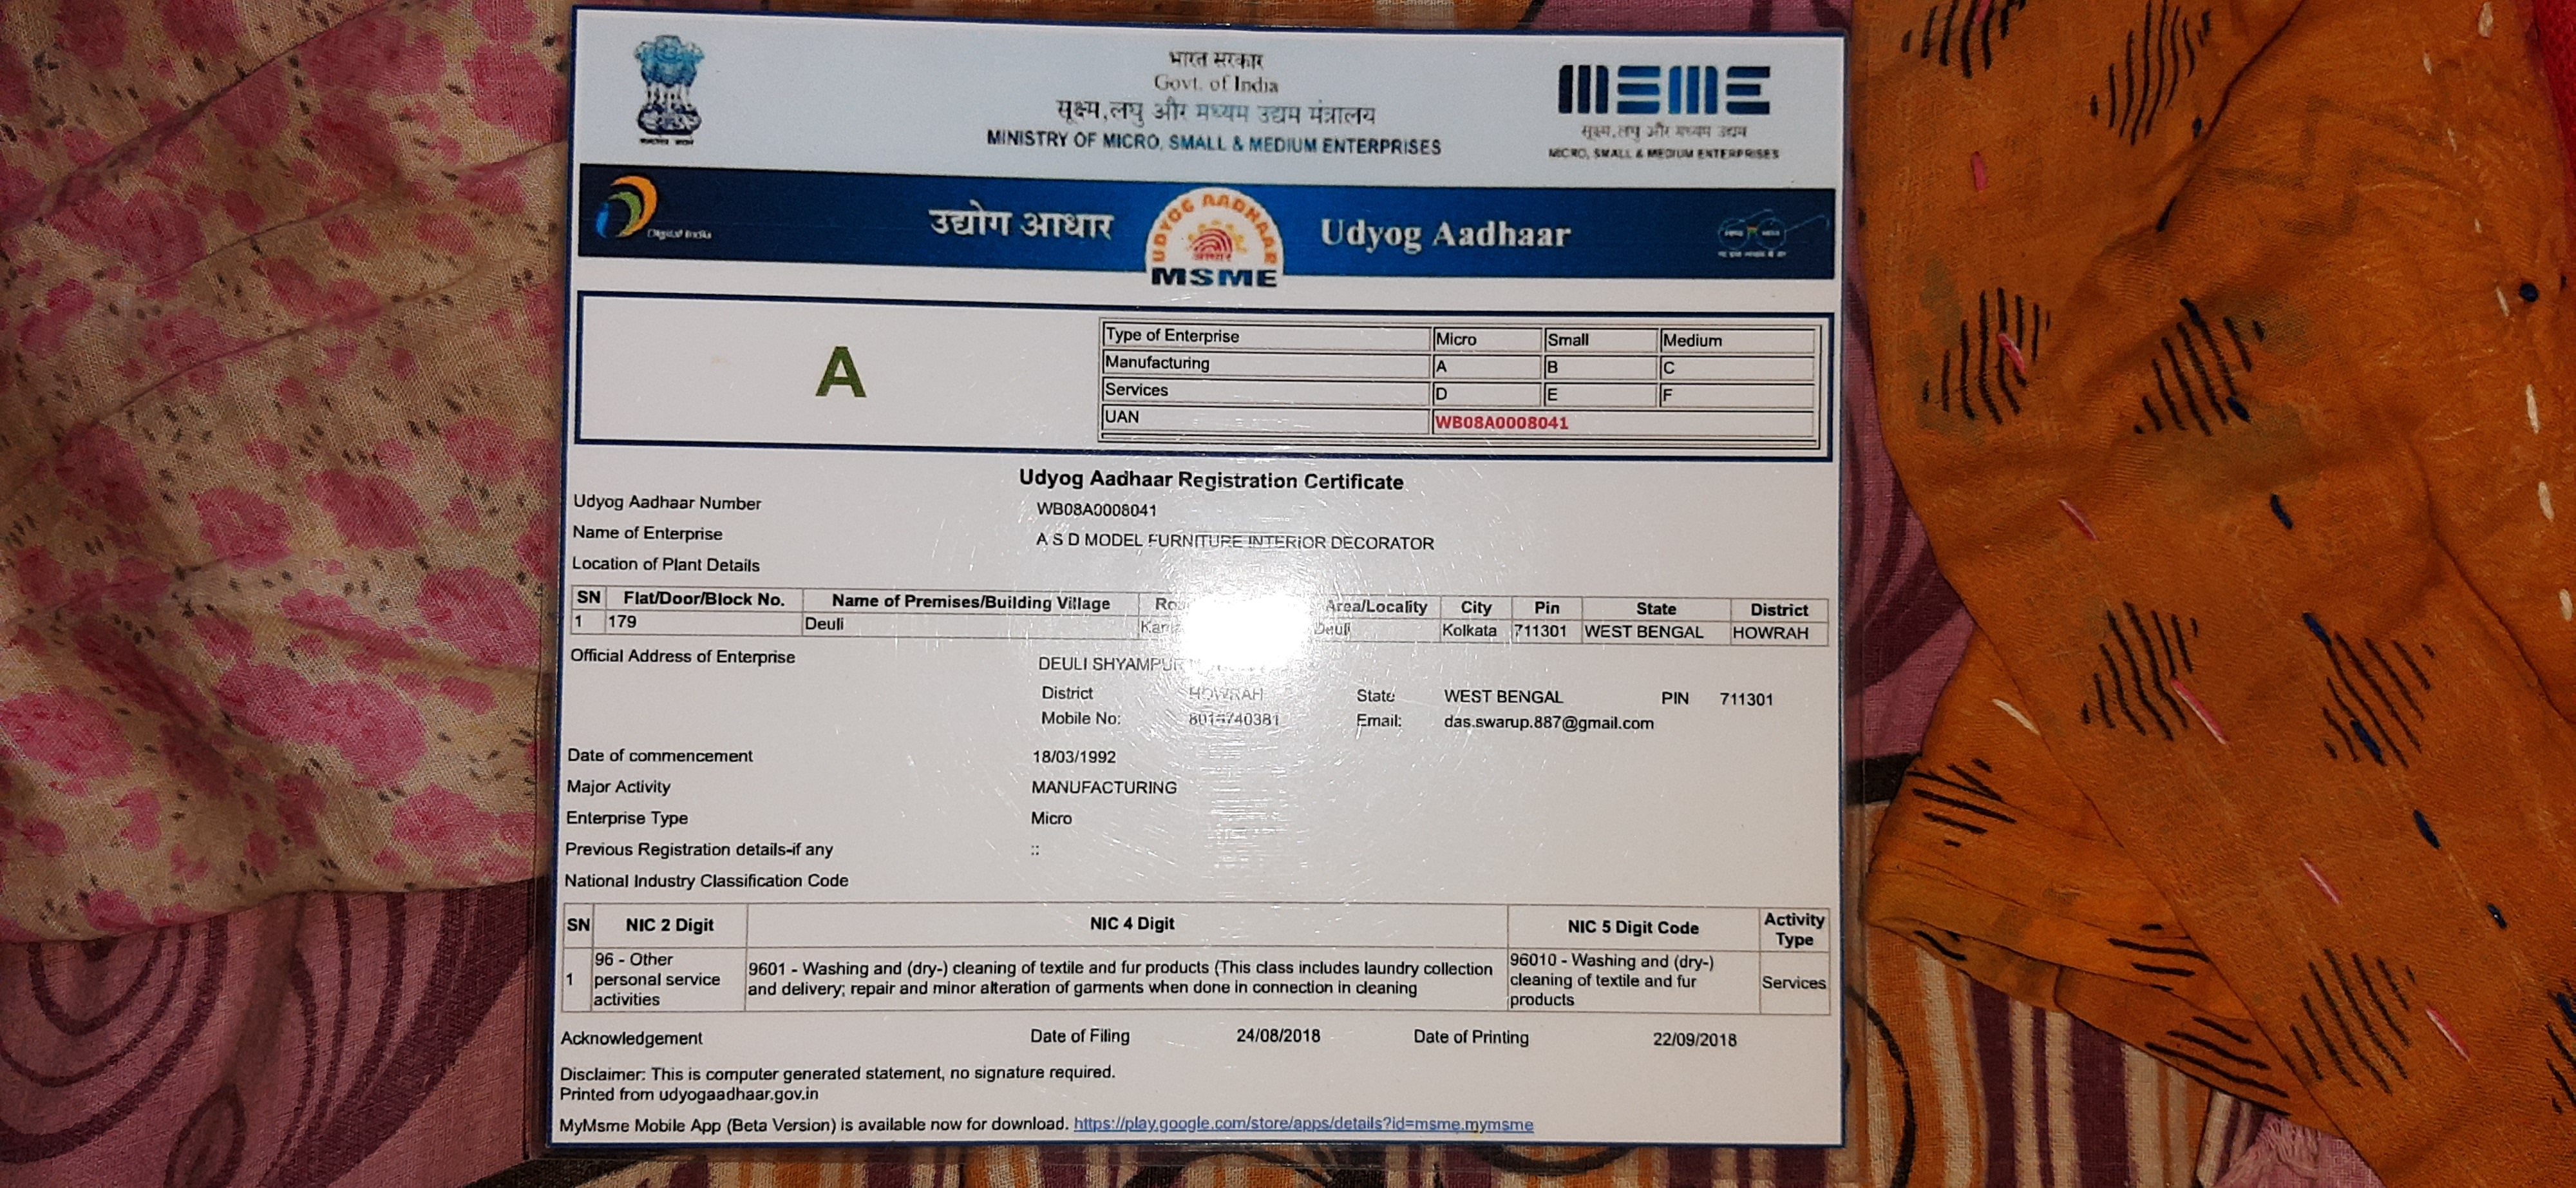 भारत सरकार
Govt. of India
सूक्ष्म,लघु और मध्यम उद्यम मंत्रालय
MINISTRY OF MICRO, SMALL & MEDIUM ENTERPRISES
सत्यमेव जयते
MSME
सूक्ष्म,लघु और मध्यम उद्यम
MICRO, SMALL & MEDIUM ENTERPRISES
Digital India
उद्योग आधार
UDYOG AADHAAR
MSME
Udyog Aadhaar
A
Type of Enterprise Micro Small Medium
Manufacturing A B C
Services D E F
UAN WB08A0008041
Udyog Aadhaar Registration Certificate
Udyog Aadhaar Number WB08A0008041
Name of Enterprise A S D MODEL FURNITURE INTERIOR DECORATOR
Location of Plant Details
SN Flat/Door/Block No. Name of Premises/Building Village Area/Locality City Pin State District
1 179 Deuli Deuli Kolkata 711301 WEST BENGAL HOWRAH
Official Address of Enterprise DEULI SHYAMPUR
District HOWRAH State WEST BENGAL PIN 711301
Mobile No: Email: das.swarup.887@gmail.com
Date of commencement 18/03/1992
Major Activity MANUFACTURING
Enterprise Type Micro
Previous Registration details-if any ::
National Industry Classification Code
SN NIC 2 Digit NIC 4 Digit NIC 5 Digit Code Activity Type
1 96 - Other personal service activities 9601 - Washing and (dry-) cleaning of textile and fur products (This class includes laundry collection and delivery; repair and minor alteration of garments when done in connection in cleaning 96010 - Washing and (dry-) cleaning of textile and fur products Services
Acknowledgement Date of Filing 24/08/2018 Date of Printing 22/09/2018
Disclaimer: This is computer generated statement, no signature required.
Printed from udyogaadhaar.gov.in
MyMsme Mobile App (Beta Version) is available now for download. https://play.google.com/store/apps/details?id=msme.mymsme